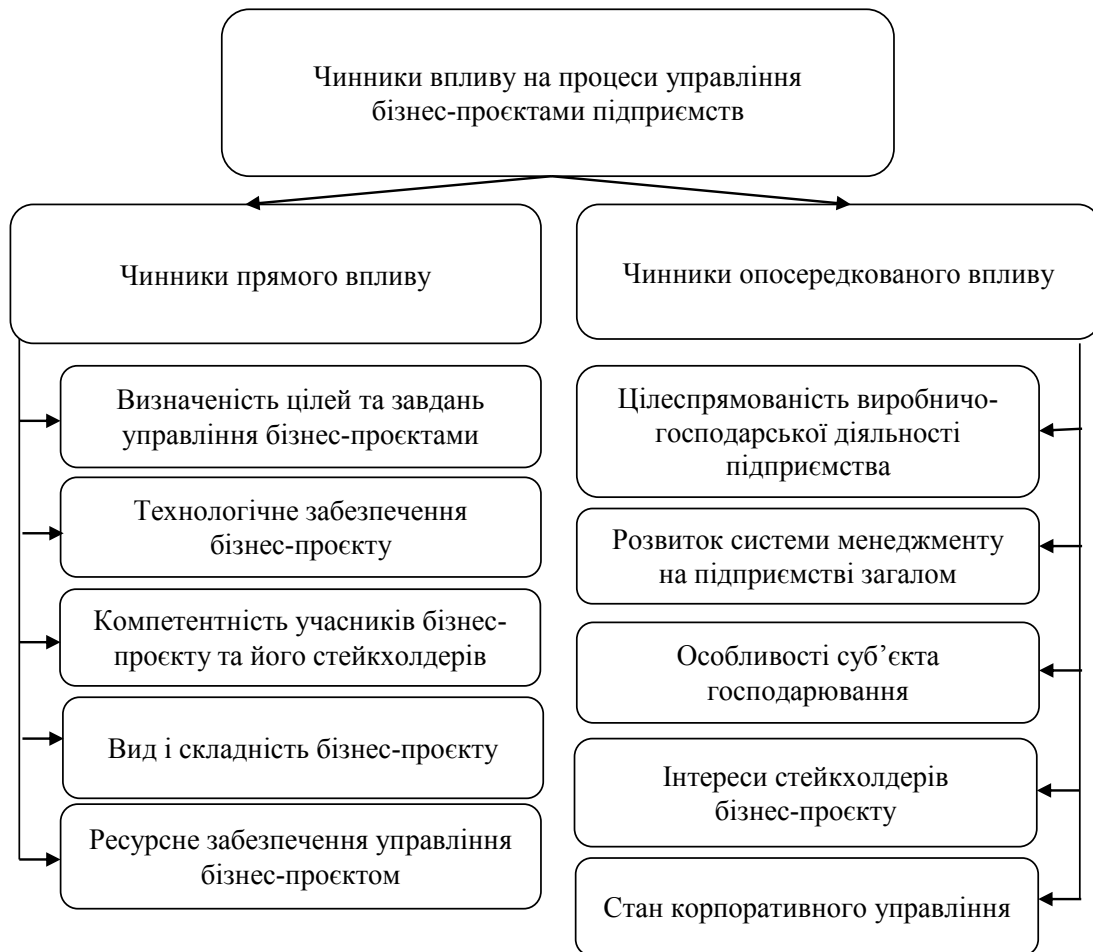 Чинники впливу на процеси управління
бізнес-проєктами підприємств
Чинники прямого впливу
Чинники опосередкованого впливу
Визначеність цілей та завдань
управління бізнес-проєктами
Технологічне забезпечення
бізнес-проєкту
Компетентність учасників бізнес-
проєкту та його стейкхолдерів
Вид і складність бізнес-проєкту
Ресурсне забезпечення управління
бізнес-проєктом
Цілеспрямованість виробничо-
господарської діяльності
підприємства
Розвиток системи менеджменту
на підприємстві загалом
Особливості суб’єкта
господарювання
Інтереси стейкхолдерів
бізнес-проєкту
Стан корпоративного управління